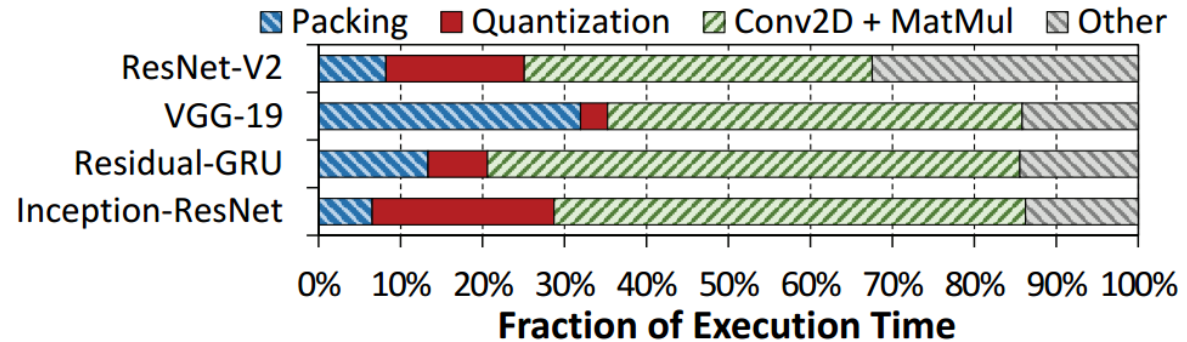 Packing Quantization Conv2D + MatMul Other
ResNet-V2
VGG-19
Residual-GRU
Inception-ResNet
0% 10% 20% 30% 40% 50% 60% 70% 80% 90% 100%
Fraction of Execution Time